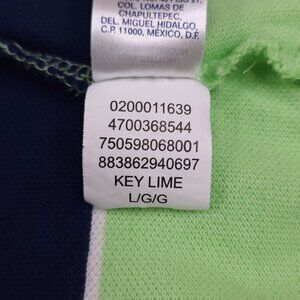 COL. LOMAS DE
CHAPULTEPEC,
DEL. MIGUEL HIDALGO,
C.P. 11000, MÉXICO, D.F.
0200011639
4700368544
750598068001
883862940697
KEY LIME
L/G/G